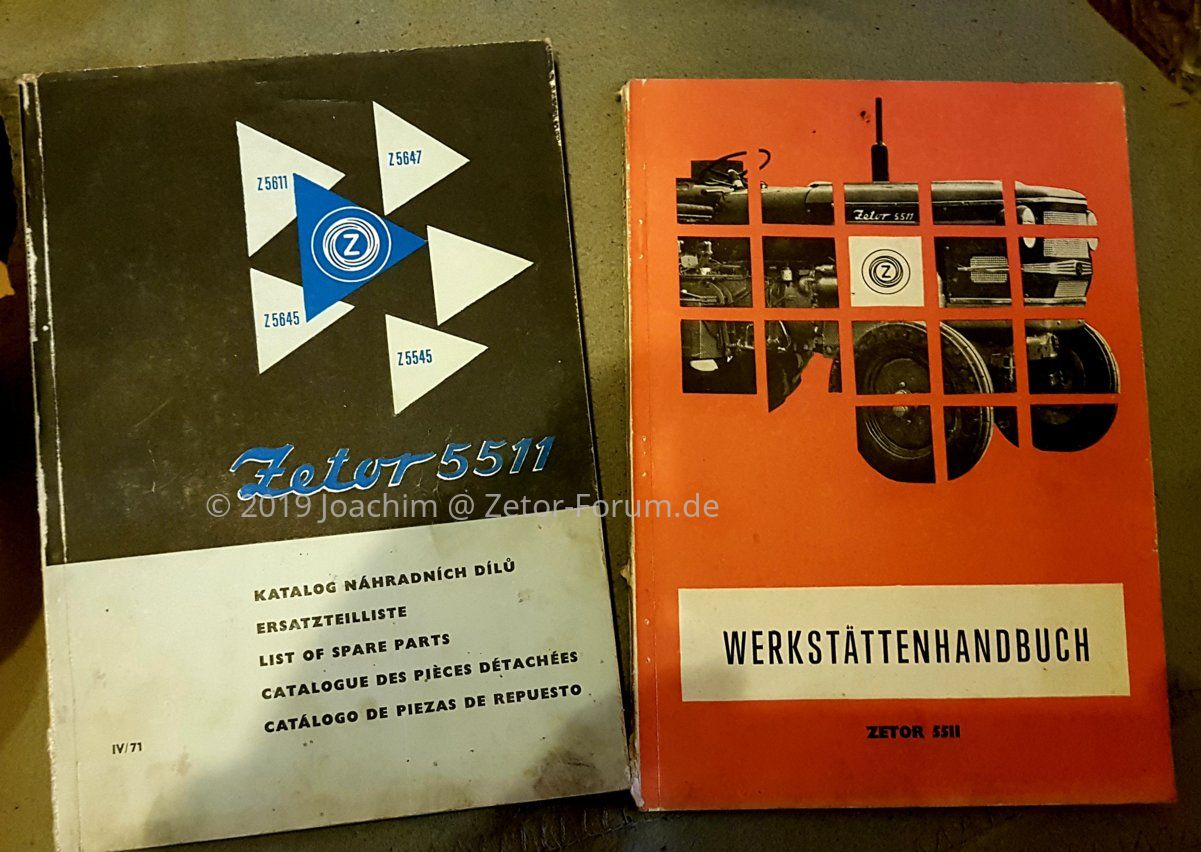 Z 5647
Z 5611
Z
Z 5645
Z 5545
Zetor 5511
KATALOG NÁHRADNÍCH DÍLŮ
ERSATZTEILLISTE
LIST OF SPARE PARTS
CATALOGUE DES PIÈCES DÉTACHÉES
CATÁLOGO DE PIEZAS DE REPUESTO
IV/71
Zetor 5511
Z
WERKSTÄTTENHANDBUCH
ZETOR 5511
© 2019 Joachim @ Zetor-Forum.de